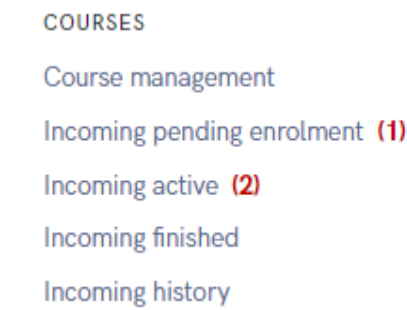 COURSES
Course management
Incoming pending enrolment (1)
Incoming active (2)
Incoming finished
Incoming history